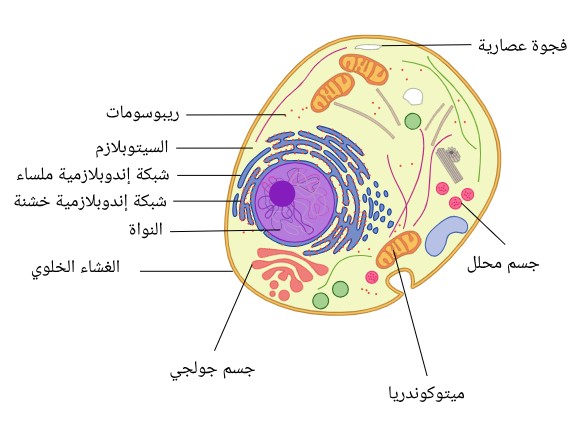 فجوة عصارية
ريبوسومات
السيتوبلازم
شبكة إندوبلازمية ملساء
شبكة إندوبلازمية خشنة
النواة
الغشاء الخلوي
جسم محلل
جسم جولجي
ميتوكوندريا